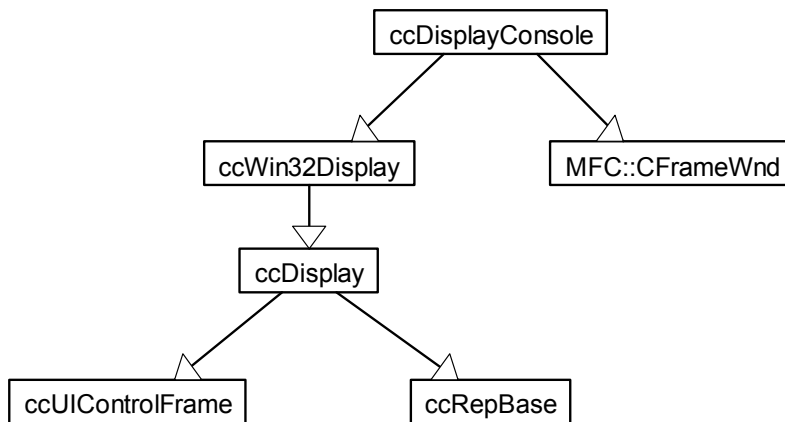 ccDisplayConsole
ccWin32Display
MFC::CFrameWnd
ccDisplay
ccUIControlFrame
ccRepBase